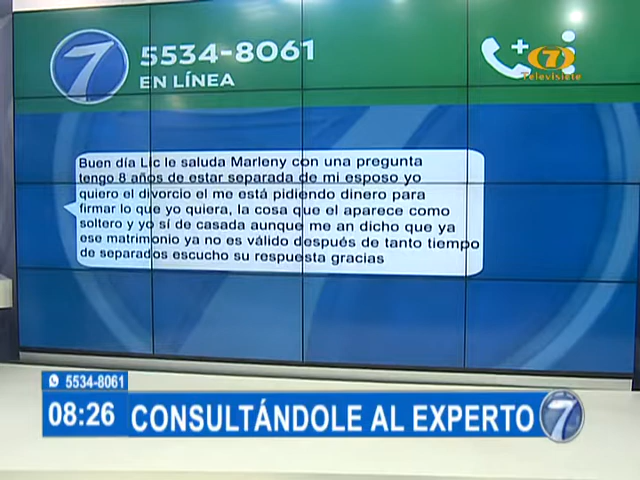 7
5534-8061
EN LÍNEA
7
Televisiete
Buen día Lic le saluda Marleny con una pregunta
tengo 8 años de estar separada de mi esposo yo
quiero el divorcio el me está pidiendo dinero para
firmar lo que yo quiera, la cosa que el aparece como
soltero y yo sí de casada aunque me an dicho que ya
ese matrimonio ya no es válido después de tanto tiempo
de separados escucho su respuesta gracias
5534-8061
08:26 CONSULTÁNDOLE AL EXPERTO 7